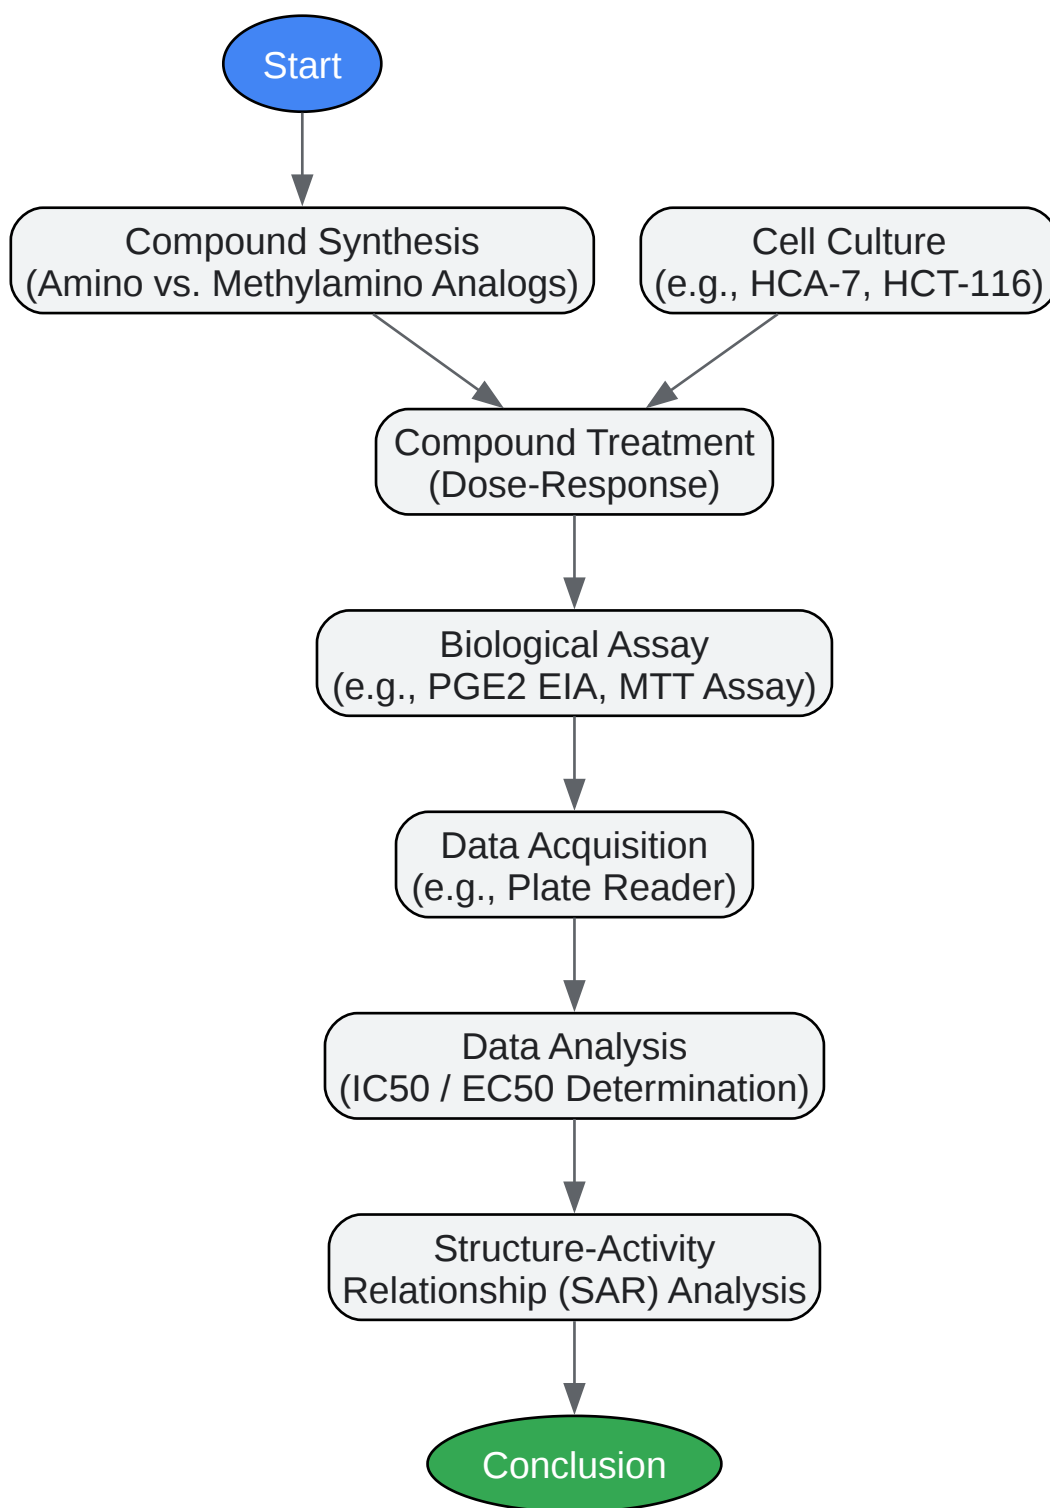 Start
Compound Synthesis
(Amino vs. Methylamino Analogs)
Cell Culture
(e.g., HCA-7, HCT-116)
Compound Treatment
(Dose-Response)
Biological Assay
(e.g., PGE2 EIA, MTT Assay)
Data Acquisition
(e.g., Plate Reader)
Data Analysis
(IC50 / EC50 Determination)
Structure-Activity
Relationship (SAR) Analysis
Conclusion